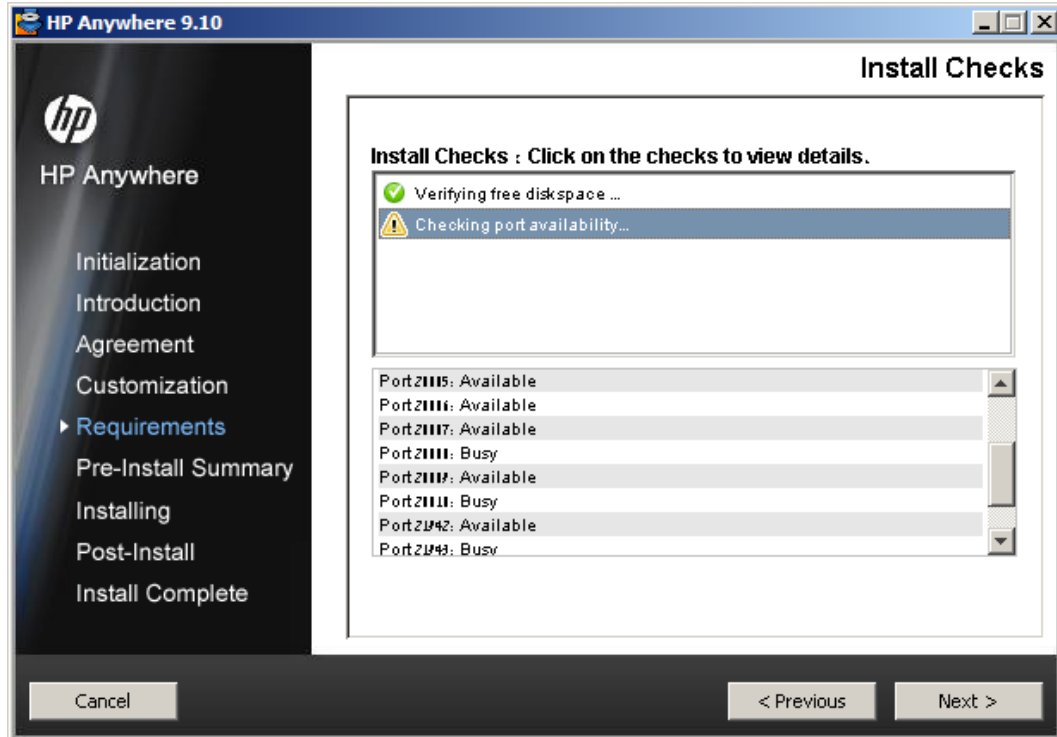 HP Anywhere 9.10
Install Checks
hp
HP Anywhere
Initialization
Introduction
Agreement
Customization
Requirements
Pre-Install Summary
Installing
Post-Install
Install Complete
Install Checks : Click on the checks to view details.
Verifying free diskspace ...
Checking port availability...
Port: Available
Port: Available
Port: Available
Port: Busy
Port: Available
Port: Busy
Port: Available
Port: Busy
Cancel
< Previous
Next >